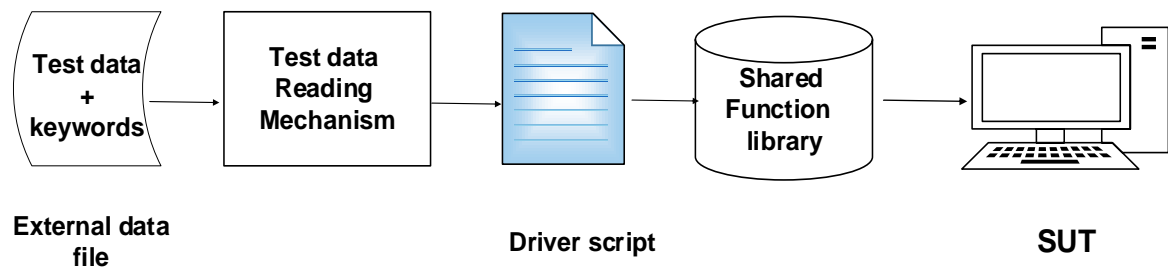 Test data
+
keywords
Test data
Reading
Mechanism
Shared
Function
library
External data
file
Driver script
SUT